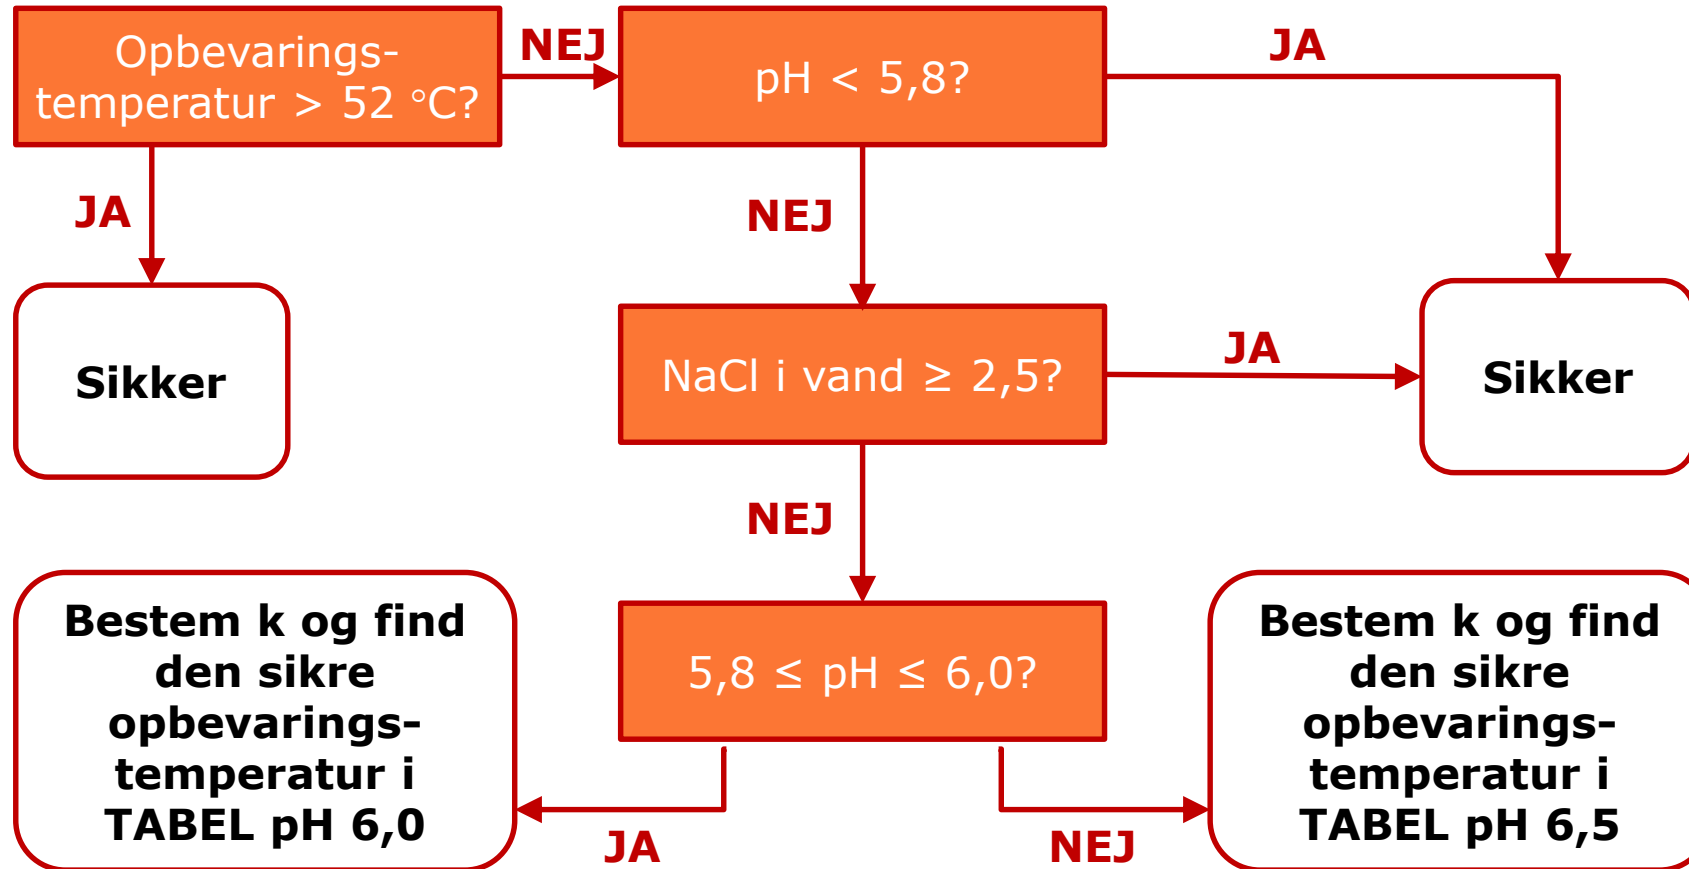 Opbevarings-
temperatur > 52 °C?
NEJ
pH < 5,8?
JA
JA
NEJ
Sikker
NaCl i vand ≥ 2,5?
JA
Sikker
NEJ
Bestem k og find
den sikre
opbevarings-
temperatur i
TABEL pH 6,0
5,8 ≤ pH ≤ 6,0?
Bestem k og find
den sikre
opbevarings-
temperatur i
TABEL pH 6,5
JA
NEJ